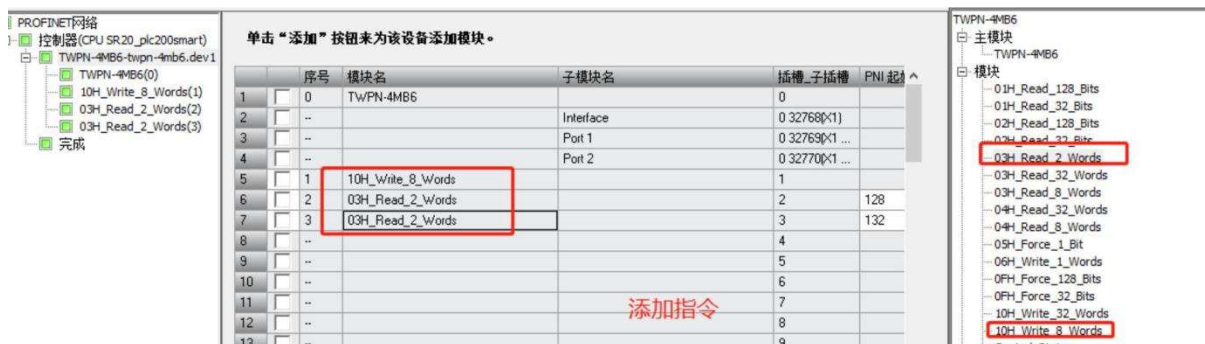 PROFINET网络
控制器(CPU SR20_plc200smart)
TWPN-4MB6-twpn-4mb6.dev1
TWPN-4MB6(0)
10H_Write_8_Words(1)
03H_Read_2_Words(2)
03H_Read_2_Words(3)
完成
单击“添加”按钮来为该设备添加模块。
序号 模块名 子模块名 插槽_子插槽 PNI 起始
1 0 TWPN-4MB6 0
2 -- Interface 0 32768(X1)
3 -- Port 1 0 32769(X1 ...
4 -- Port 2 0 32770(X1 ...
5 1 10H_Write_8_Words 1
6 2 03H_Read_2_Words 2 128
7 3 03H_Read_2_Words 3 132
8 -- 4
9 -- 5
10 -- 6
11 -- 7
12 -- 8
13 -- 9
添加指令
TWPN-4MB6
主模块
TWPN-4MB6
模块
01H_Read_128_Bits
01H_Read_32_Bits
02H_Read_128_Bits
02H_Read_32_Bits
03H_Read_2_Words
03H_Read_32_Words
03H_Read_8_Words
04H_Read_32_Words
04H_Read_8_Words
05H_Force_1_Bit
06H_Write_1_Words
0FH_Force_128_Bits
0FH_Force_32_Bits
10H_Write_32_Words
10H_Write_8_Words